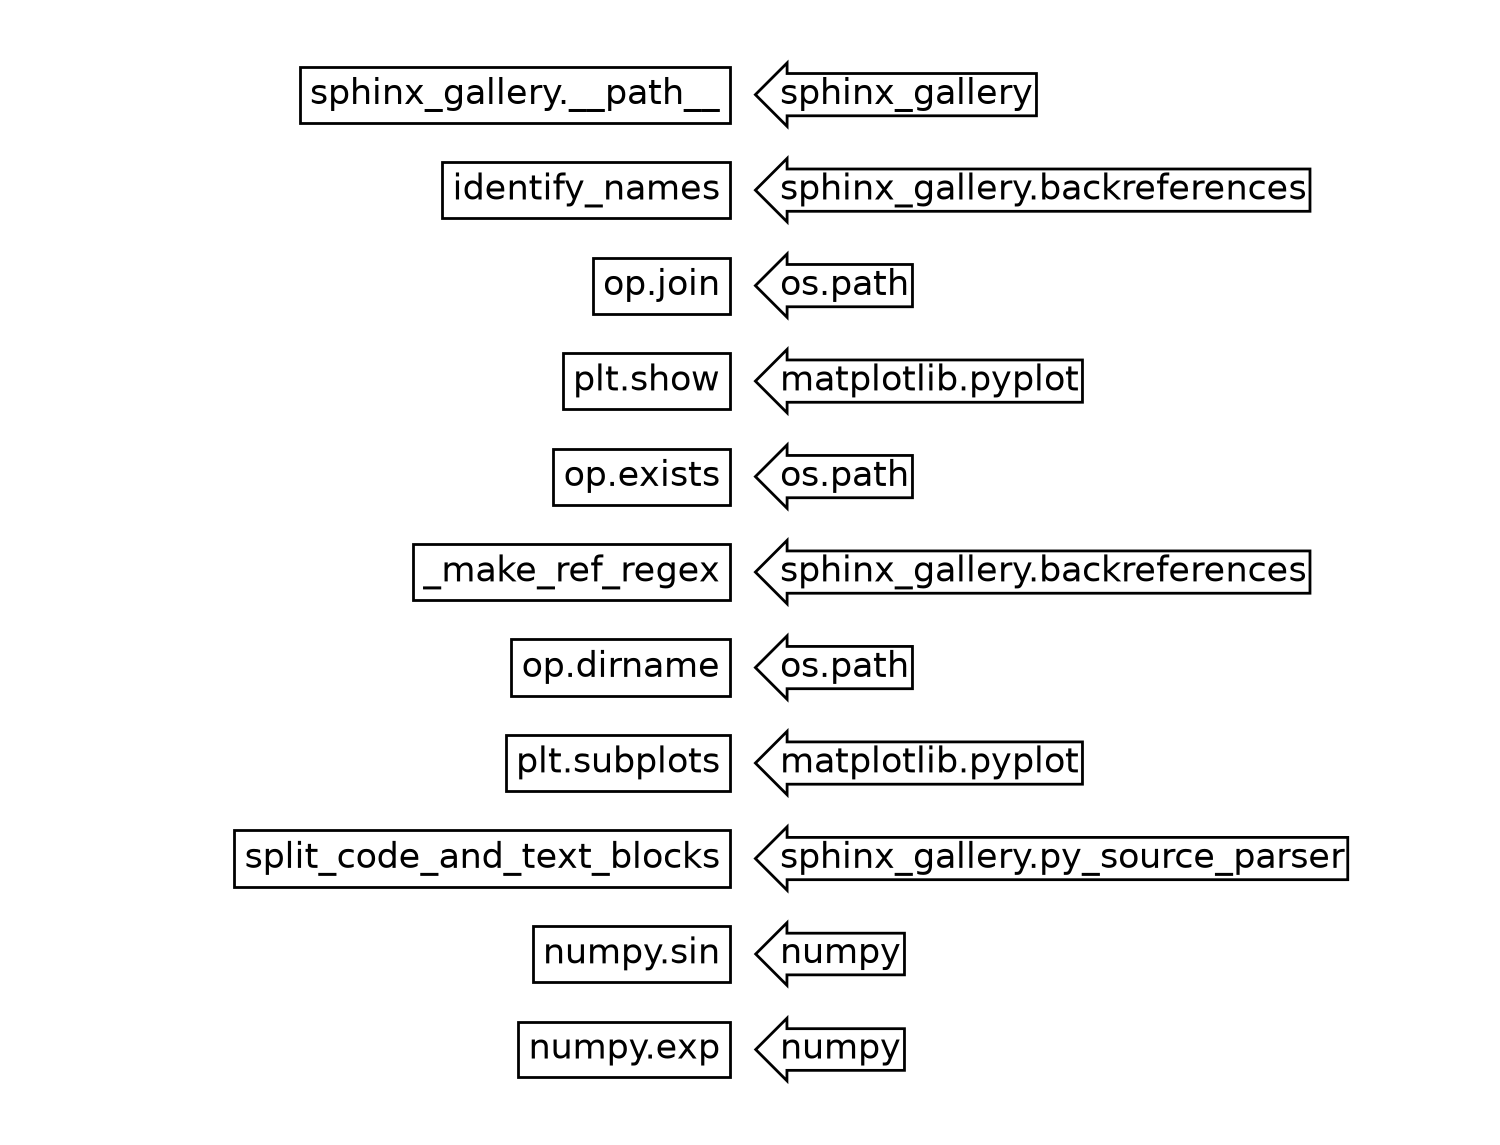 sphinx_gallery.__path__ sphinx_gallery
identify_names sphinx_gallery.backreferences
op.join os.path
plt.show matplotlib.pyplot
op.exists os.path
_make_ref_regex sphinx_gallery.backreferences
op.dirname os.path
plt.subplots matplotlib.pyplot
split_code_and_text_blocks sphinx_gallery.py_source_parser
numpy.sin numpy
numpy.exp numpy